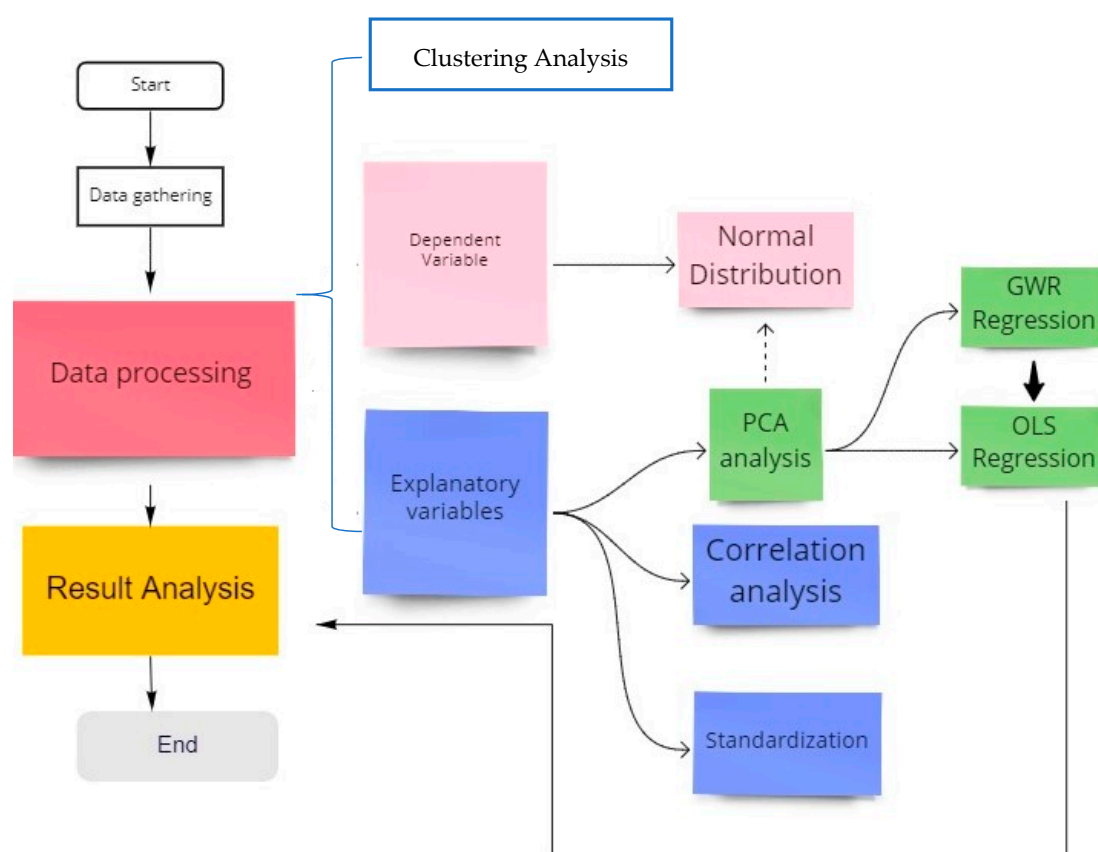 Clustering Analysis
Start
Data gathering
Data processing
Result Analysis
End
Dependent
Variable
Normal
Distribution
Explanatory
variables
PCA
analysis
GWR
Regression
OLS
Regression
Correlation
analysis
Standardization